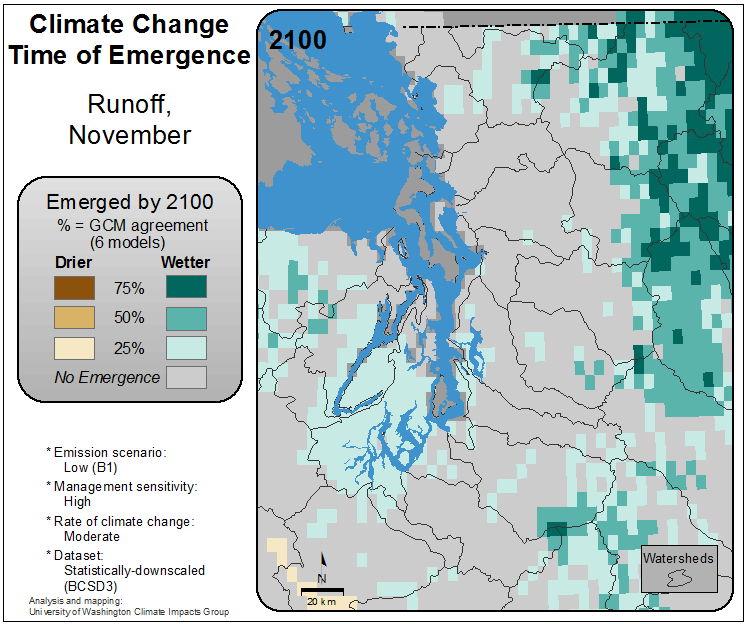 Climate Change
Time of Emergence
Runoff,
November
Emerged by 2100
% = GCM agreement
(6 models)
Drier Wetter
75%
50%
25%
No Emergence
* Emission scenario:
Low (B1)
* Management sensitivity:
High
* Rate of climate change:
Moderate
* Dataset:
Statistically-downscaled
(BCSD3)
Analysis and mapping:
University of Washington Climate Impacts Group
2100
N
20 km
Watersheds